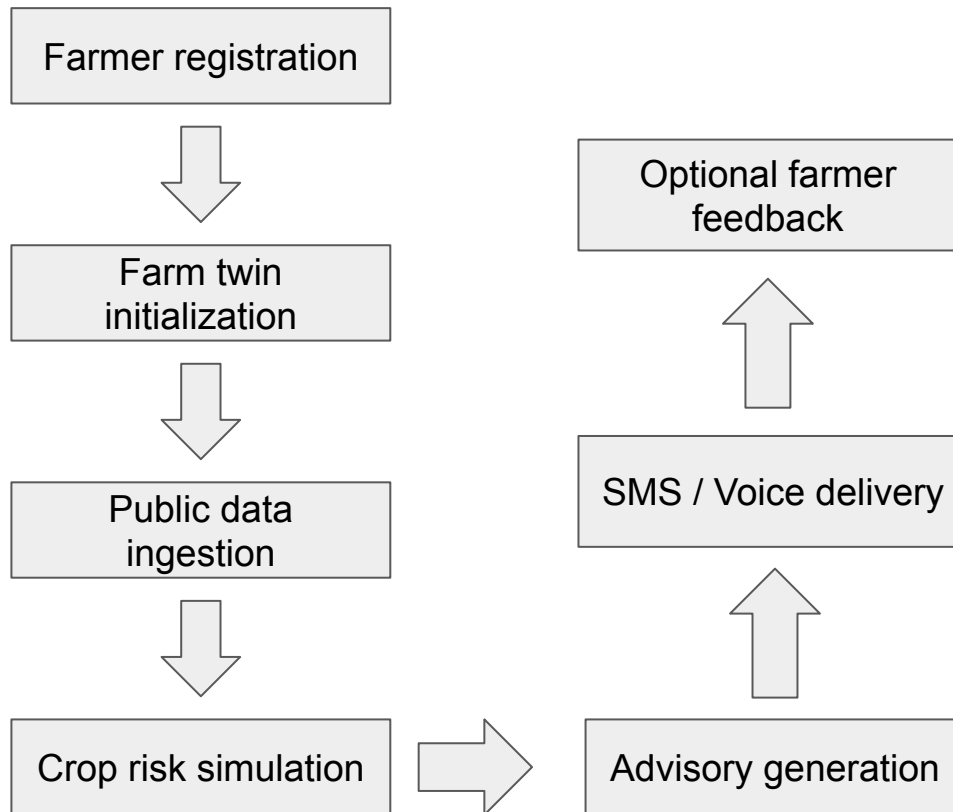 Farmer registration
Farm twin
initialization
Public data
ingestion
Crop risk simulation
Advisory generation
SMS / Voice delivery
Optional farmer
feedback